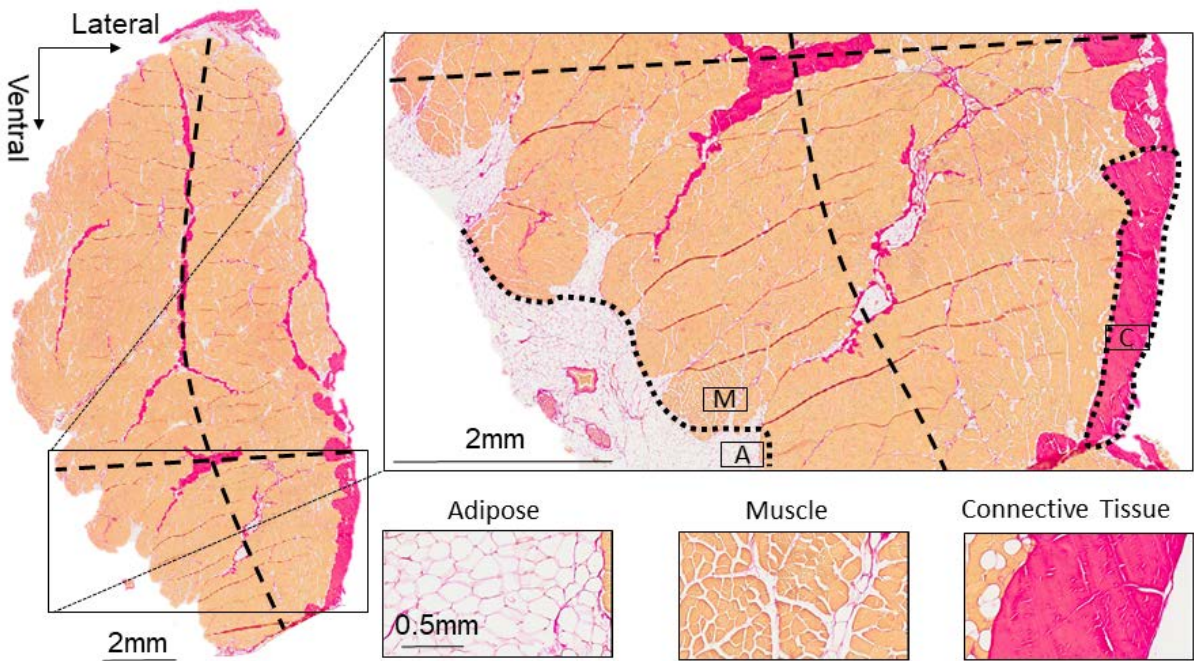 Lateral
Ventral
2mm
M
A
C
2mm
Adipose
Muscle
Connective Tissue
0.5mm